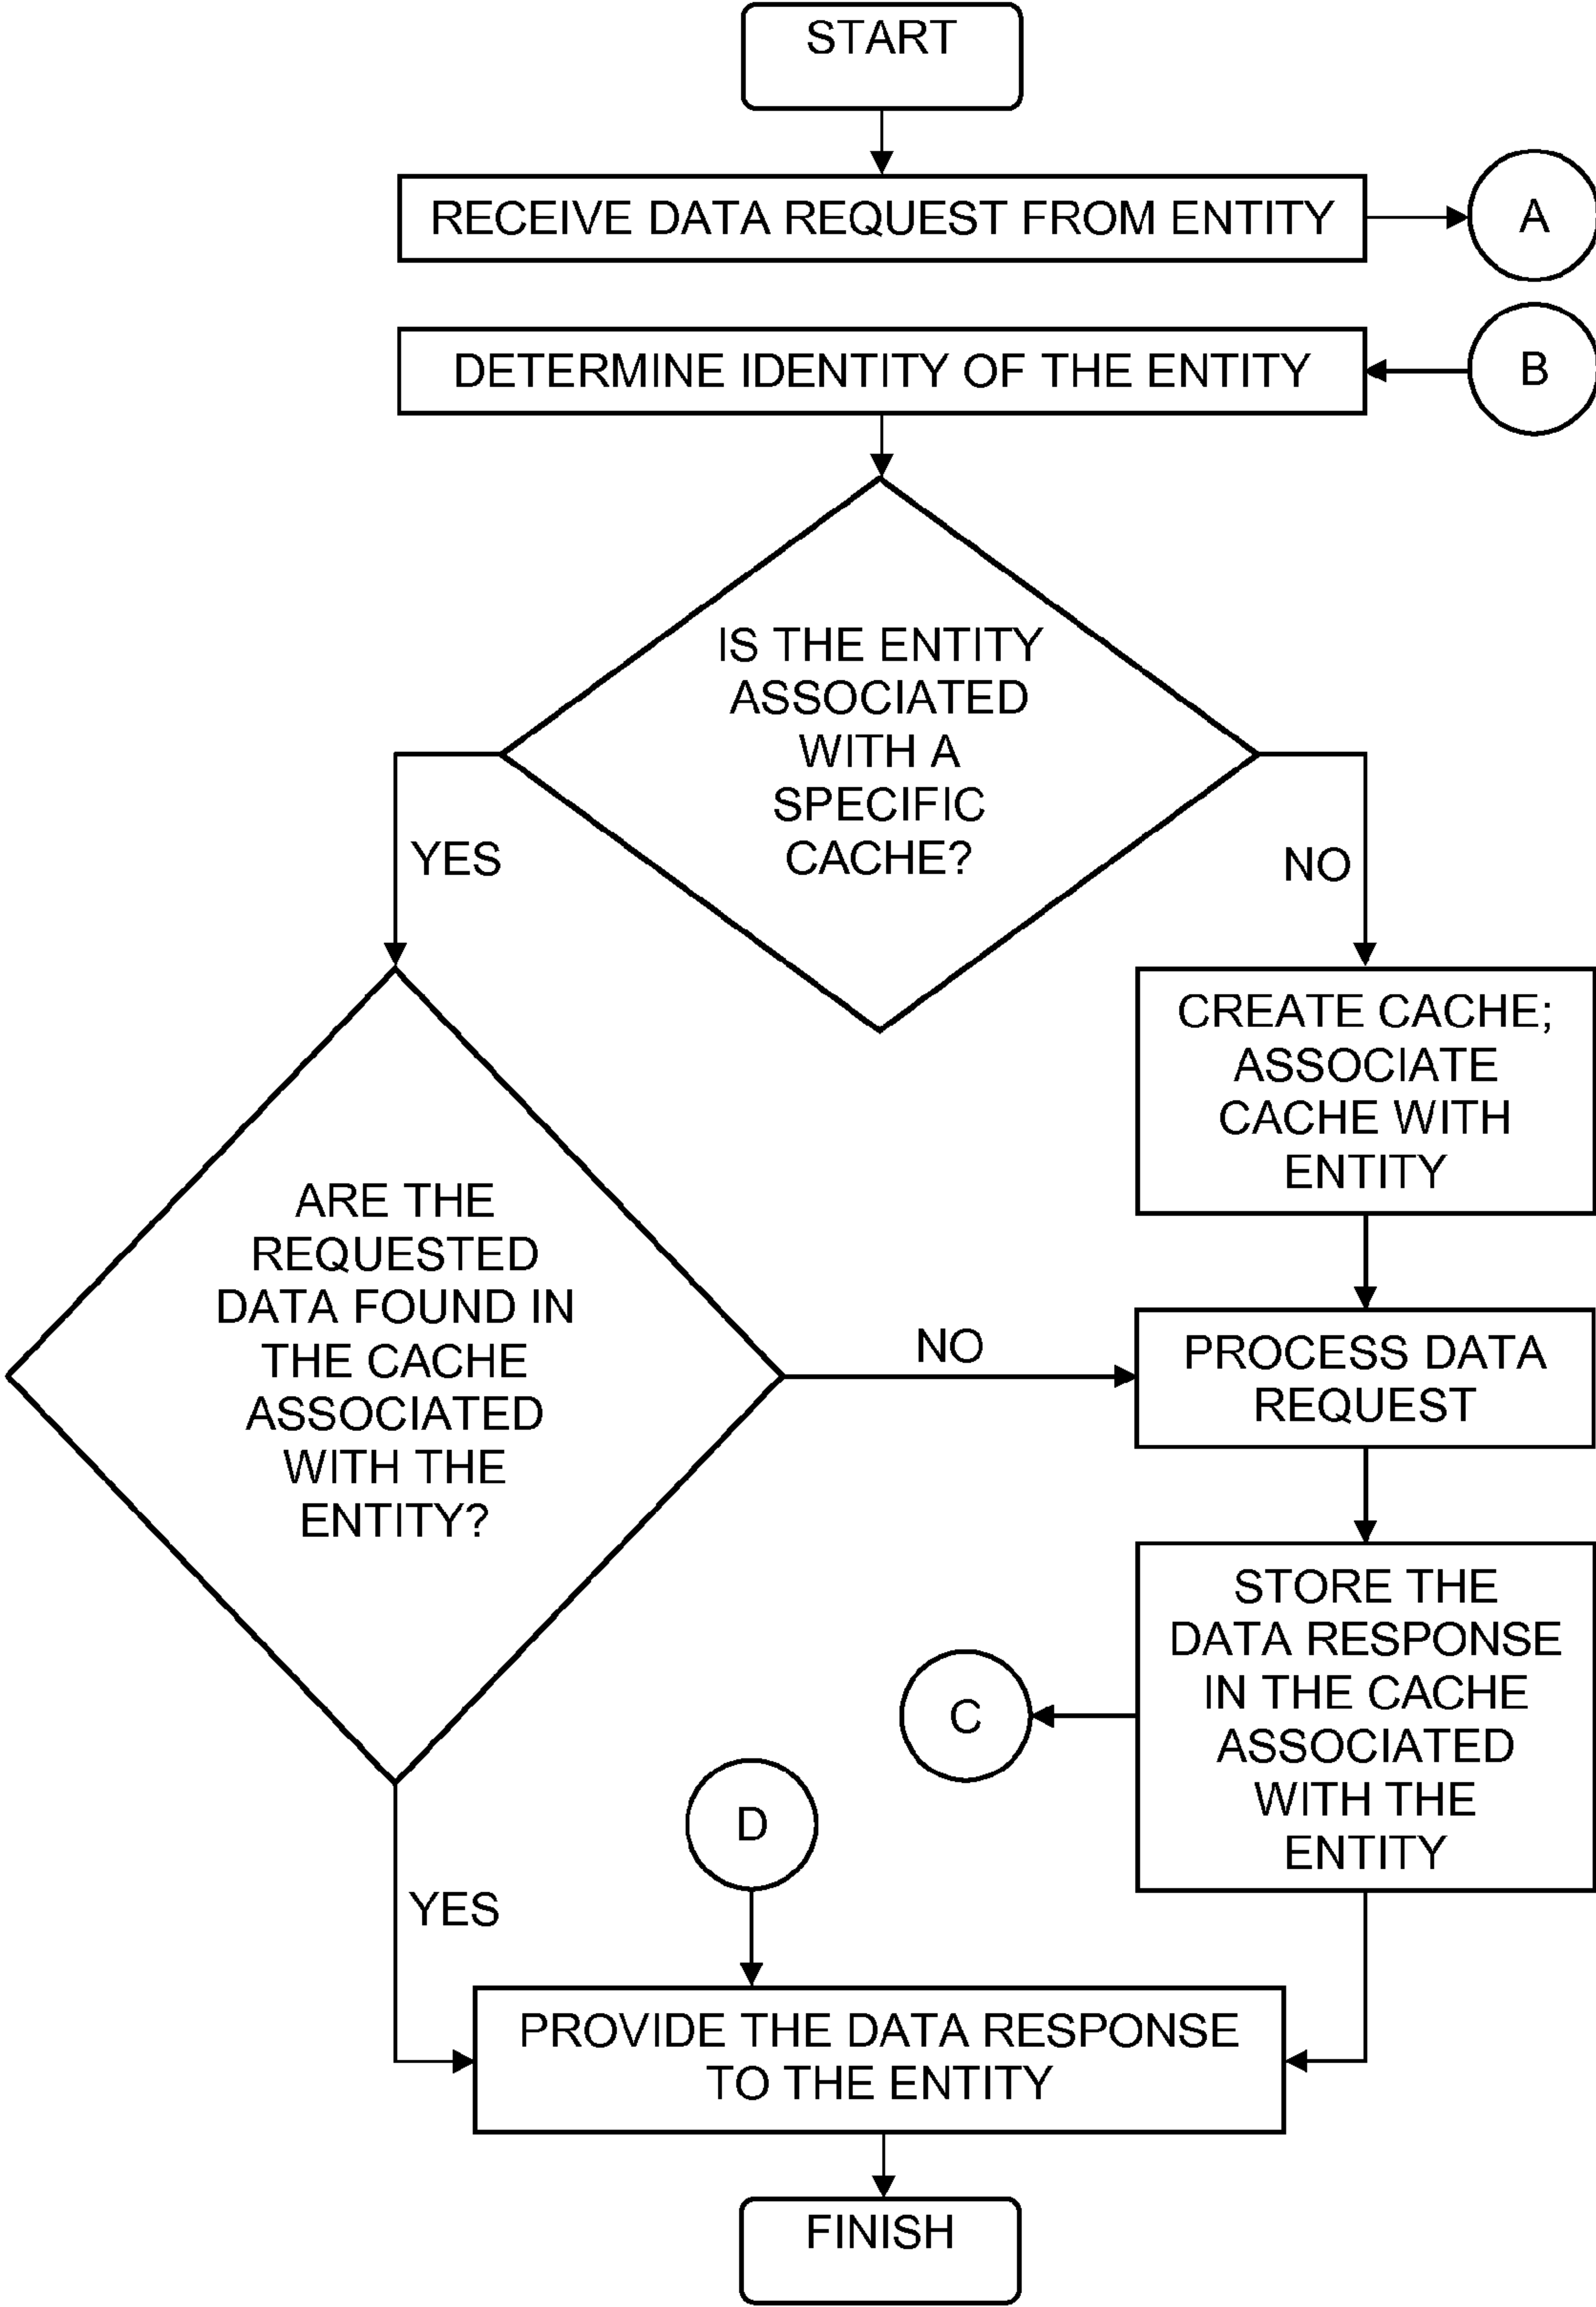 START
RECEIVE DATA REQUEST FROM ENTITY
A
DETERMINE IDENTITY OF THE ENTITY
B
IS THE ENTITY
ASSOCIATED
WITH A
SPECIFIC
CACHE?
YES
NO
CREATE CACHE;
ASSOCIATE
CACHE WITH
ENTITY
ARE THE
REQUESTED
DATA FOUND IN
THE CACHE
ASSOCIATED
WITH THE
ENTITY?
NO
PROCESS DATA
REQUEST
STORE THE
DATA RESPONSE
IN THE CACHE
ASSOCIATED
WITH THE
ENTITY
C
D
YES
PROVIDE THE DATA RESPONSE
TO THE ENTITY
FINISH